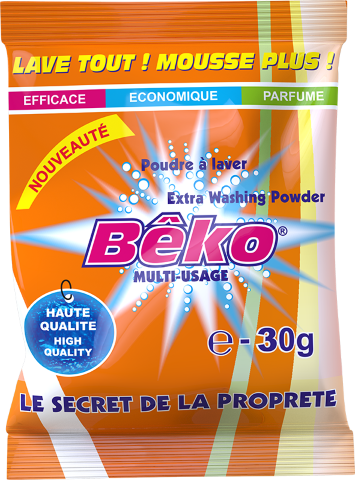 LAVE TOUT ! MOUSSE PLUS !
EFFICACE ECONOMIQUE PARFUME
NOUVEAUTÉ
Poudre à laver
Extra Washing Powder
Bêko®
MULTI-USAGE
HAUTE
QUALITE
HIGH
QUALITY
e - 30g
LE SECRET DE LA PROPRETE